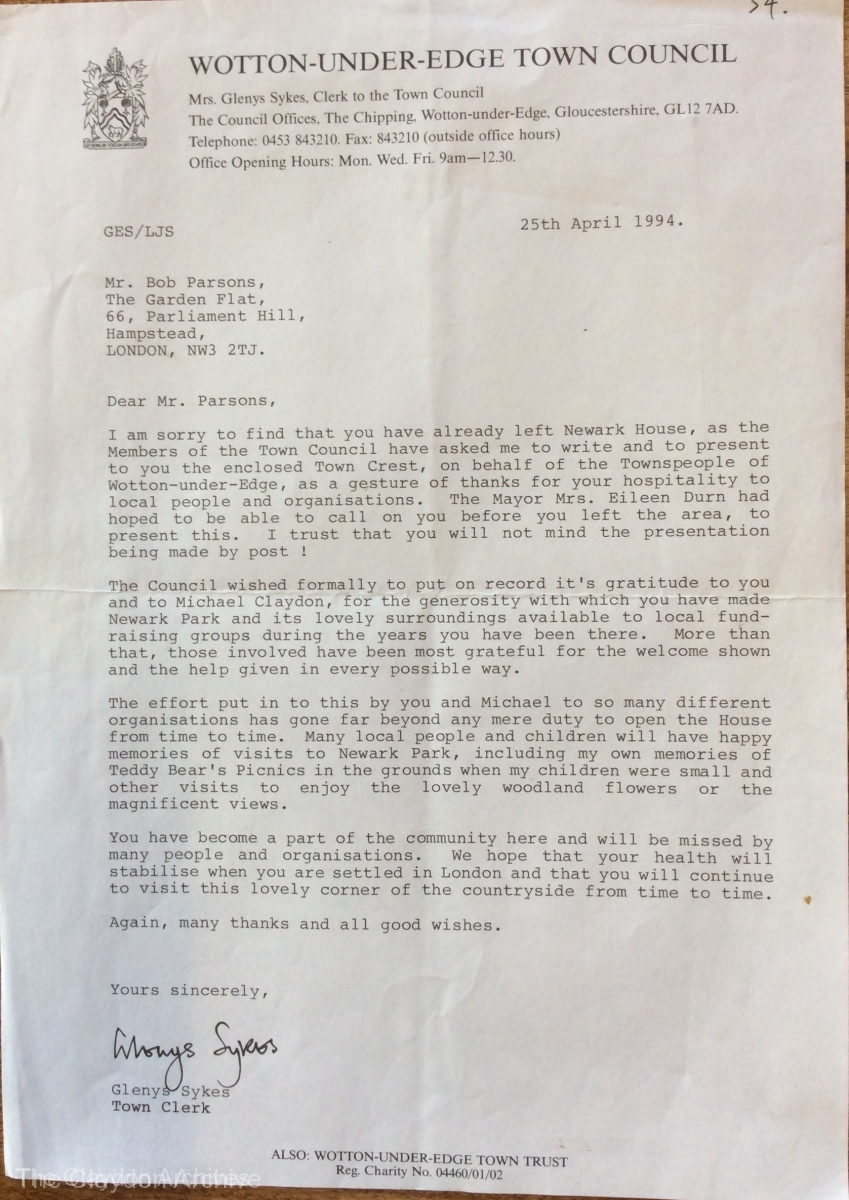 34.
WOTTON-UNDER-EDGE TOWN COUNCIL
Mrs. Glenys Sykes, Clerk to the Town Council
The Council Offices, The Chipping, Wotton-under-Edge, Gloucestershire, GL12 7AD.
Telephone: 0453 843210. Fax: 843210 (outside office hours)
Office Opening Hours: Mon. Wed. Fri. 9am—12.30.
GES/LJS
25th April 1994.
Mr. Bob Parsons,
The Garden Flat,
66, Parliament Hill,
Hampstead,
LONDON, NW3 2TJ.
Dear Mr. Parsons,
I am sorry to find that you have already left Newark House, as the
Members of the Town Council have asked me to write and to present
to you the enclosed Town Crest, on behalf of the Townspeople of
Wotton-under-Edge, as a gesture of thanks for your hospitality to
local people and organisations. The Mayor Mrs. Eileen Durn had
hoped to be able to call on you before you left the area, to
present this. I trust that you will not mind the presentation
being made by post !
The Council wished formally to put on record it's gratitude to you
and to Michael Claydon, for the generosity with which you have made
Newark Park and its lovely surroundings available to local fund-
raising groups during the years you have been there. More than
that, those involved have been most grateful for the welcome shown
and the help given in every possible way.
The effort put in to this by you and Michael to so many different
organisations has gone far beyond any mere duty to open the House
from time to time. Many local people and children will have happy
memories of visits to Newark Park, including my own memories of
Teddy Bear's Picnics in the grounds when my children were small and
other visits to enjoy the lovely woodland flowers or the
magnificent views.
You have become a part of the community here and will be missed by
many people and organisations. We hope that your health will
stabilise when you are settled in London and that you will continue
to visit this lovely corner of the countryside from time to time.
Again, many thanks and all good wishes.
Yours sincerely,
Glenys Sykes
Glenys Sykes
Town Clerk
ALSO: WOTTON-UNDER-EDGE TOWN TRUST
Reg. Charity No. 04460/01/02
The Claydon Archive